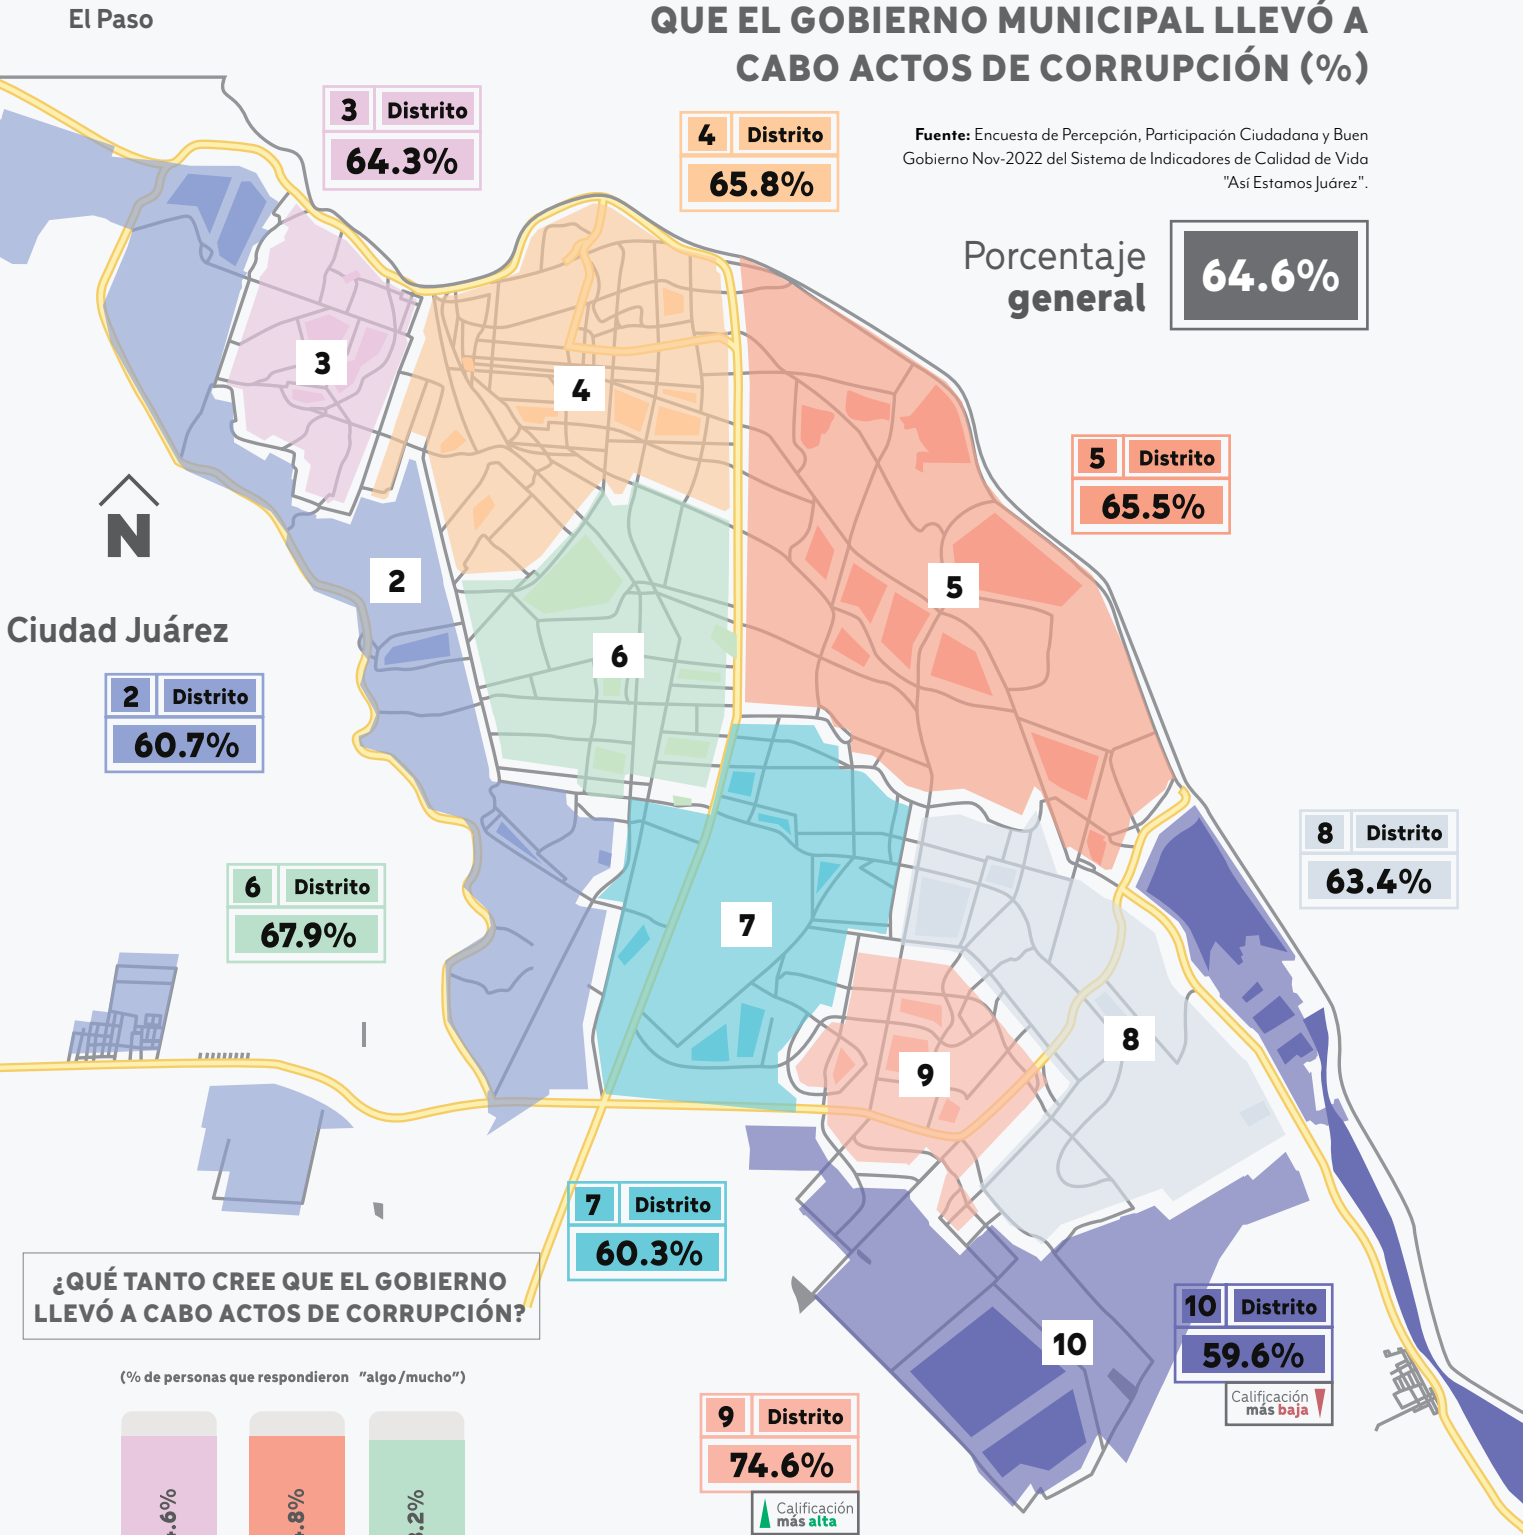 El Paso
QUE EL GOBIERNO MUNICIPAL LLEVÓ A
CABO ACTOS DE CORRUPCIÓN (%)
Fuente: Encuesta de Percepción, Participación Ciudadana y Buen
Gobierno Nov-2022 del Sistema de Indicadores de Calidad de Vida
"Así Estamos Juárez".
Porcentaje
general
64.6%
3 Distrito
64.3%
4 Distrito
65.8%
3
4
5 Distrito
65.5%
N
2
5
Ciudad Juárez
6
2 Distrito
60.7%
8 Distrito
63.4%
6 Distrito
67.9%
7
8
9
7 Distrito
60.3%
¿QUÉ TANTO CREE QUE EL GOBIERNO
LLEVÓ A CABO ACTOS DE CORRUPCIÓN?
10
10 Distrito
59.6%
Calificación
más baja
(% de personas que respondieron "algo/mucho")
9 Distrito
74.6%
Calificación
más alta
.6%
.8%
.2%